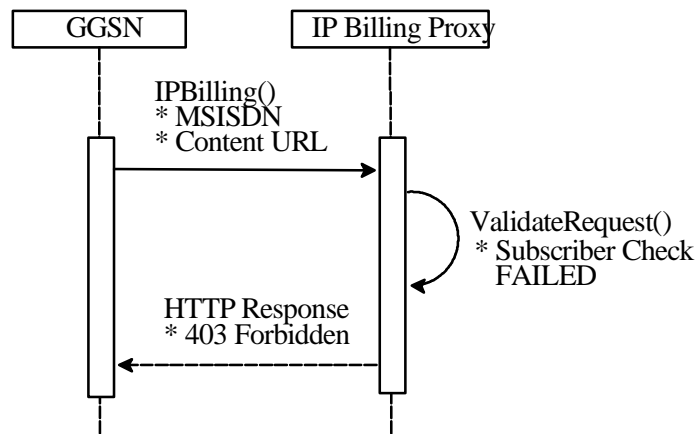 GGSN
IP Billing Proxy
IPBilling()
* MSISDN
* Content URL
ValidateRequest()
* Subscriber Check
FAILED
HTTP Response
* 403 Forbidden